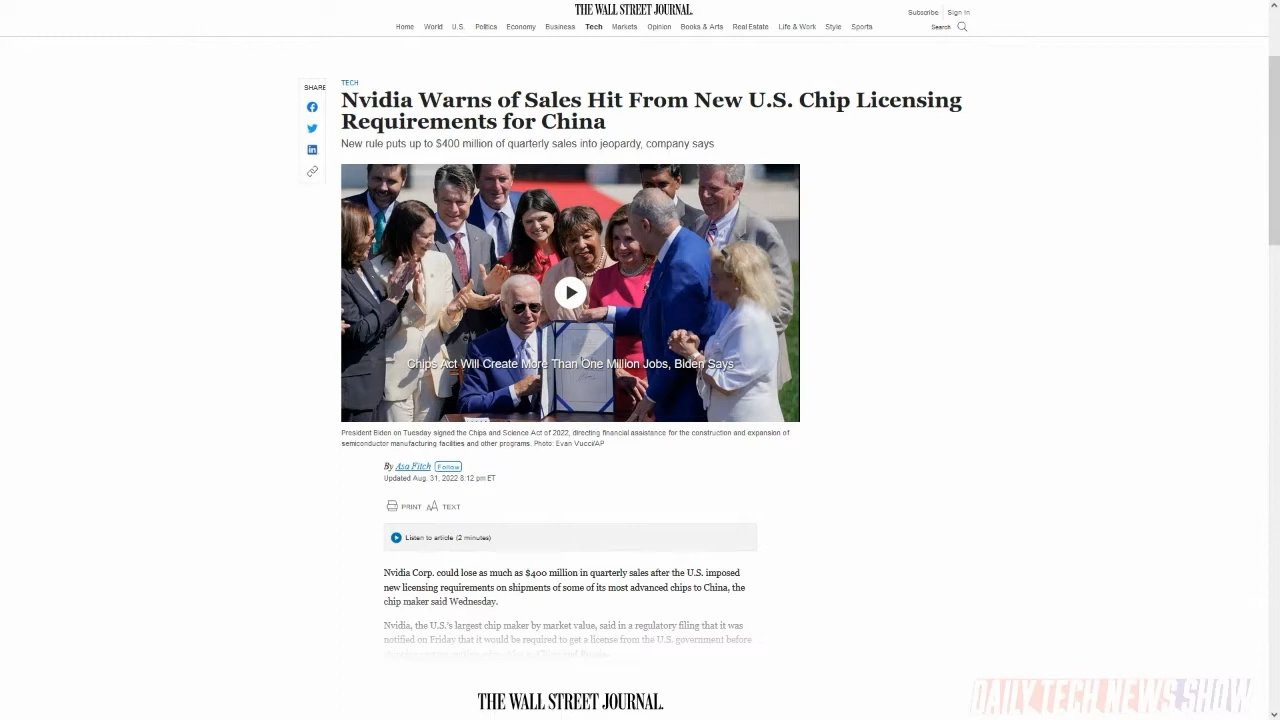 THE WALL STREET JOURNAL.
Subscribe Sign In
Home World U.S. Politics Economy Business Tech Markets Opinion Books & Arts Real Estate Life & Work Style Sports
Search
SHARE
TECH
Nvidia Warns of Sales Hit From New U.S. Chip Licensing
Requirements for China
New rule puts up to $400 million of quarterly sales into jeopardy, company says
Chips Act Will Create More Than One Million Jobs, Biden Says
President Biden on Tuesday signed the Chips and Science Act of 2022, directing financial assistance for the construction and expansion of
semiconductor manufacturing facilities and other programs. Photo: Evan Vucci/AP
By Asa Fitch Follow
Updated Aug. 31, 2022 8:12 pm ET
PRINT AA TEXT
Listen to article (2 minutes)
Nvidia Corp. could lose as much as $400 million in quarterly sales after the U.S. imposed
new licensing requirements on shipments of some of its most advanced chips to China, the
chip maker said Wednesday.
Nvidia, the U.S.'s largest chip maker by market value, said in a regulatory filing that it was
notified on Friday that it would be required to get a license from the U.S. government before
THE WALL STREET JOURNAL.
DAILY TECH NEWS SHOW